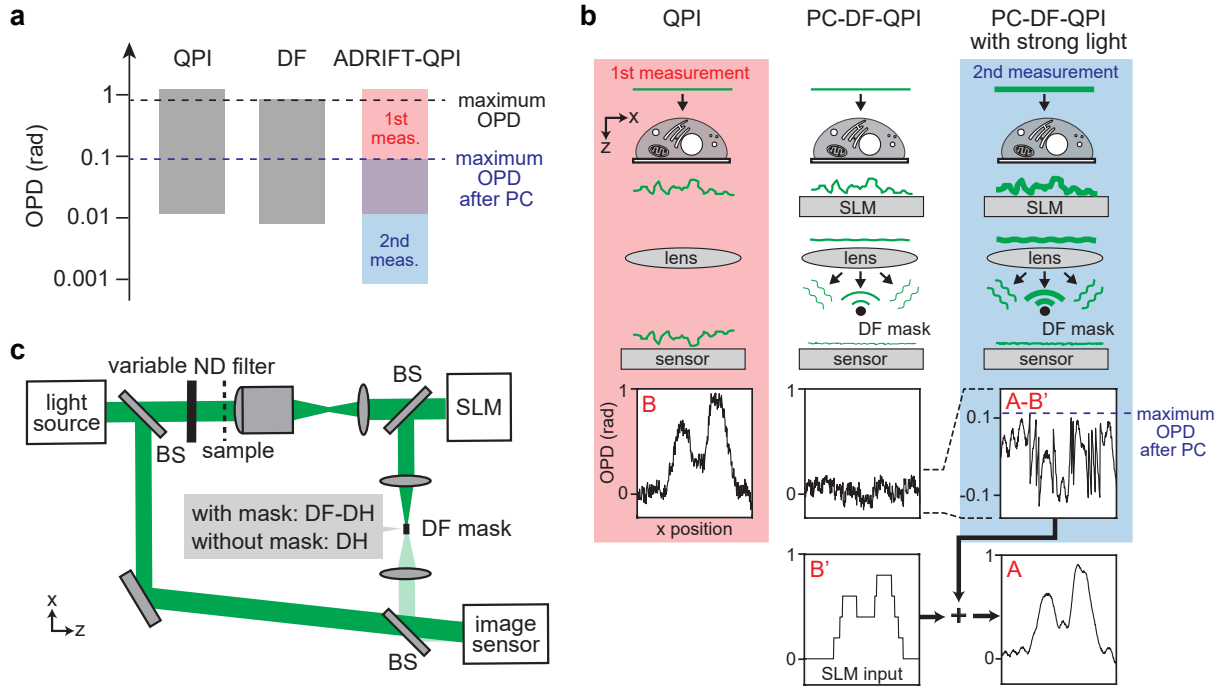 a
QPI
DF
ADRIFT-QPI
OPD (rad)
1
0.1
0.01
0.001
1st
meas.
2nd
meas.
maximum
OPD
maximum
OPD
after PC
b
QPI
PC-DF-QPI
PC-DF-QPI
with strong light
1st measurement
2nd measurement
x
z
SLM
SLM
lens
lens
lens
DF mask
DF mask
sensor
sensor
sensor
B
OPD (rad)
1
0
x position
1
0
A-B’
0.1
-0.1
maximum
OPD
after PC
B’
1
0
SLM input
+
A
1
0
c
variable ND filter
light
source
BS
sample
BS
SLM
with mask: DF-DH
without mask: DH
DF mask
x
z
BS
image
sensor